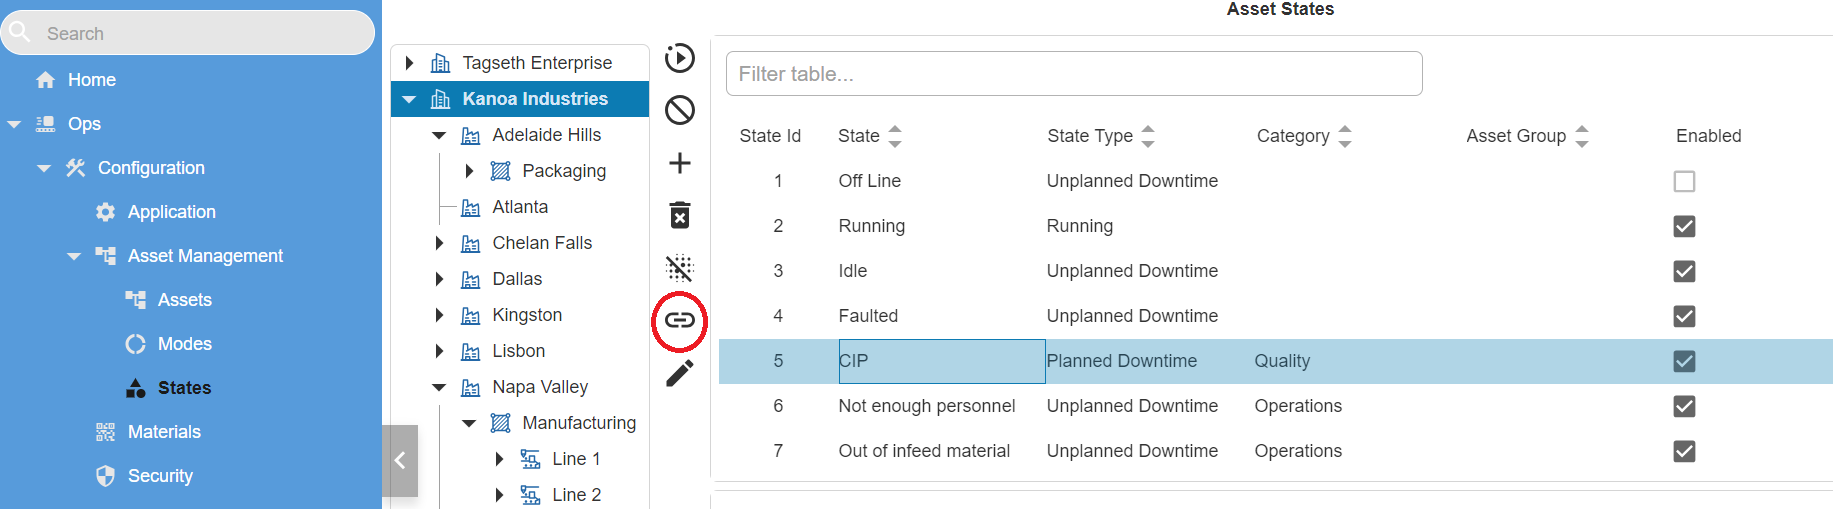 Asset States
Search
Home
Ops
Configuration
Application
Asset Management
Assets
Modes
States
Materials
Security
Tagseth Enterprise
Kanoa Industries
Adelaide Hills
Packaging
Atlanta
Chelan Falls
Dallas
Kingston
Lisbon
Napa Valley
Manufacturing
Line 1
Line 2
Filter table...
State Id State State Type Category Asset Group Enabled
1 Off Line Unplanned Downtime
2 Running Running
3 Idle Unplanned Downtime
4 Faulted Unplanned Downtime
5 CIP Planned Downtime Quality
6 Not enough personnel Unplanned Downtime Operations
7 Out of infeed material Unplanned Downtime Operations